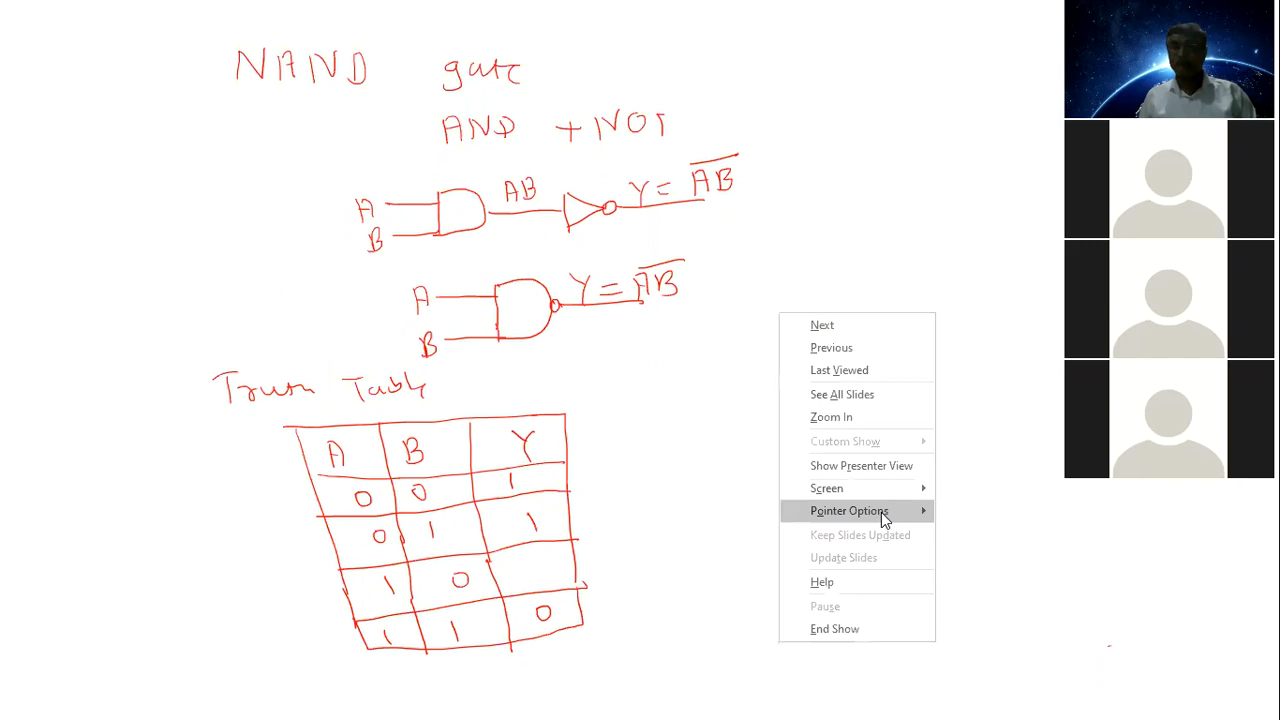 NAND gate
AND + NOT
A
B
AB
Y = A̅B̅
A
B
Y = A̅B̅
Truth Table
A B Y
0 0 1
0 1 1
1 0
1 1 0
Next
Previous
Last Viewed
See All Slides
Zoom In
Custom Show
Show Presenter View
Screen
Pointer Options
Keep Slides Updated
Update Slides
Help
Pause
End Show